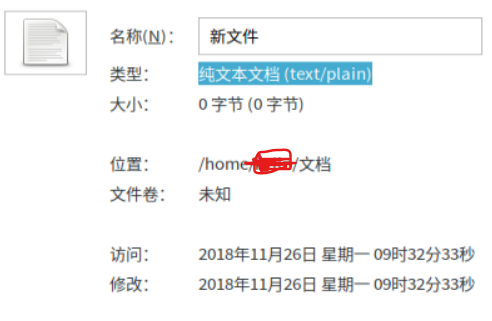 名称(N)： 新文件
类型： 纯文本文档 (text/plain)
大小： 0 字节 (0 字节)
位置： /home/ /文档
文件卷： 未知
访问： 2018年11月26日 星期一 09时32分33秒
修改： 2018年11月26日 星期一 09时32分33秒